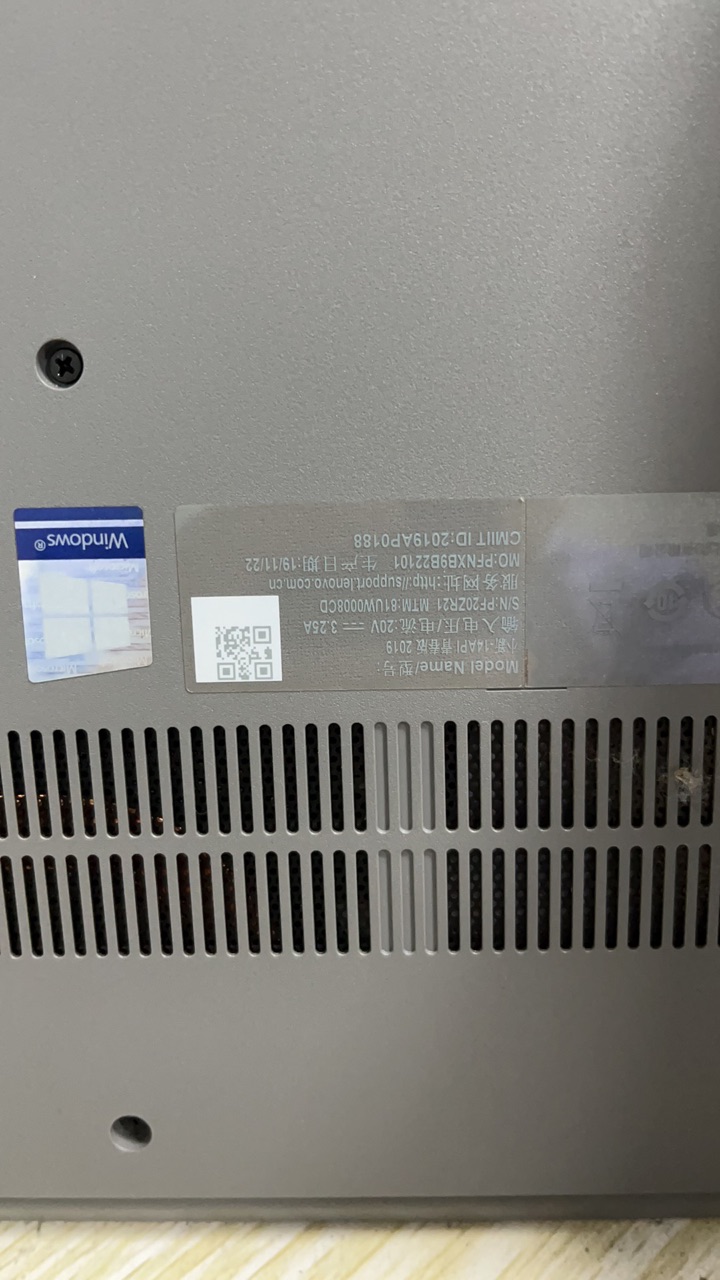 Model Name/型号:
小新-14API 青春版 2019
输入电压/电流:20V ⎓ 3.25A
S/N:PF20ZR21 MTM:81UW0008CD
服务网址:http://support.lenovo.com.cn
MO:PFNXB9B22101 生产日期:19/11/22
CMIIT ID:2019AP0188
Windows®